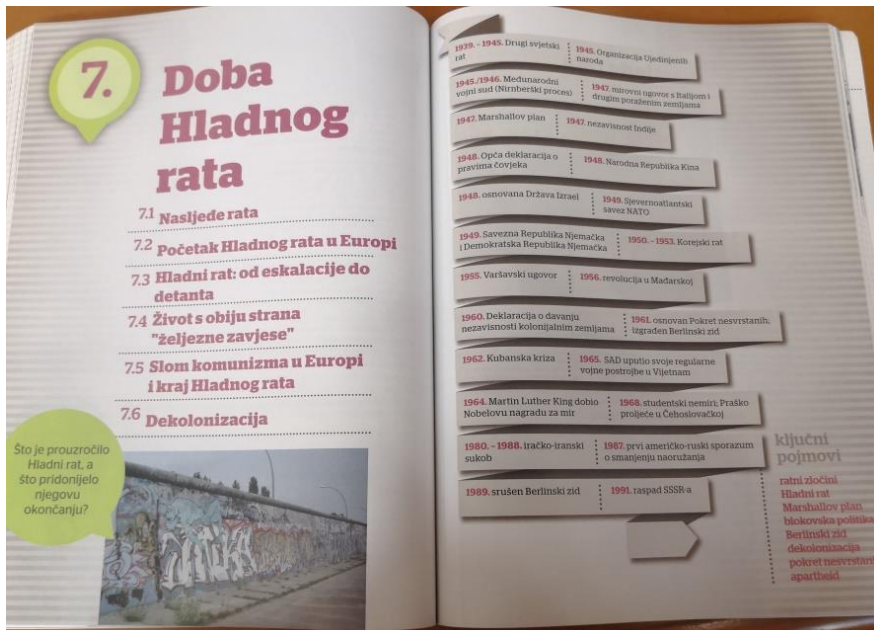 7.
Doba
Hladnog
rata
7.1 Nasljeđe rata
7.2 Početak Hladnog rata u Europi
7.3 Hladni rat: od eskalacije do
detanta
7.4 Život s obiju strana
"željezne zavjese"
7.5 Slom komunizma u Europi
i kraj Hladnog rata
7.6 Dekolonizacija
Što je prouzročilo
Hladni rat, a
što pridonijelo
njegovu
okončanju?
1939. - 1945. Drugi svjetski
rat
1945. Organizacija Ujedinjenih
naroda
1945./1946. Međunarodni
vojni sud (Nirnberški proces)
1947. mirovni ugovor s Italijom i
drugim poraženim zemljama
1947. Marshallov plan
1947. nezavisnost Indije
1948. Opća deklaracija o
pravima čovjeka
1948. Narodna Republika Kina
1948. osnovana Država Izrael
1949. Sjevernoatlantski
savez NATO
1949. Savezna Republika Njemačka
i Demokratska Republika Njemačka
1950. - 1953. Korejski rat
1955. Varšavski ugovor
1956. revolucija u Mađarskoj
1960. Deklaracija o davanju
nezavisnosti kolonijalnim zemljama
1961. osnovan Pokret nesvrstanih;
izgrađen Berlinski zid
1962. Kubanska kriza
1965. SAD uputio svoje regularne
vojne postrojbe u Vijetnam
1964. Martin Luther King dobio
Nobelovu nagradu za mir
1968. studentski nemiri; Praško
proljeće u Čehoslovačkoj
1980. - 1988. iračko-iranski
sukob
1987. prvi američko-ruski sporazum
o smanjenju naoružanja
1989. srušen Berlinski zid
1991. raspad SSSR-a
ključni
pojmovi
ratni zločini
Hladni rat
Marshallov plan
blokovska politika
Berlinski zid
dekolonizacija
pokret nesvrstani
apartheid